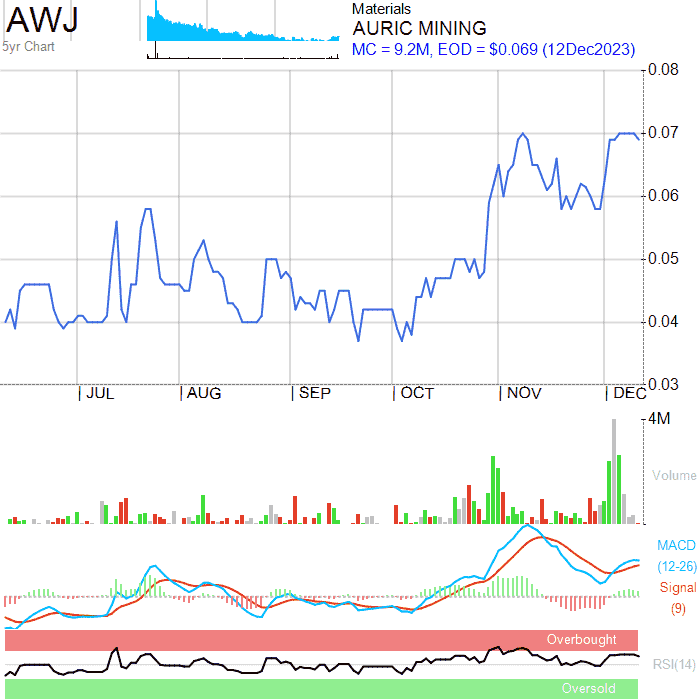 AWJ
5yr Chart
Materials
AURIC MINING
MC = 9.2M, EOD = $0.069 (12Dec2023)
0.08
0.07
0.06
0.05
0.04
0.03
| JUL | AUG | SEP | OCT | NOV | DEC
4M
Volume
MACD
(12-26)
Signal
(9)
Overbought
RSI(14)
Oversold